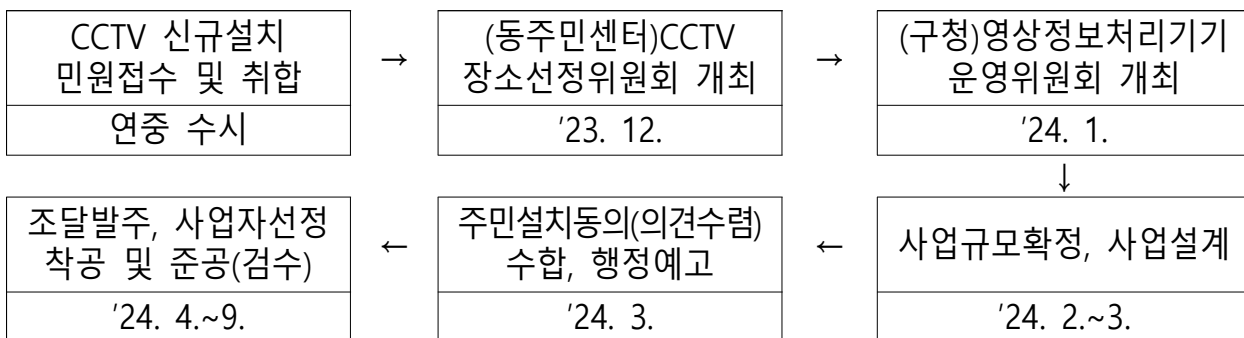 CCTV 신규설치
민원접수 및 취합
연중 수시
→
(동주민센터)CCTV
장소선정위원회 개최
'23. 12.
→
(구청)영상정보처리기기
운영위원회 개최
'24. 1.
↓
사업규모확정, 사업설계
'24. 2.~3.
←
주민설치동의(의견수렴)
수합, 행정예고
'24. 3.
←
조달발주, 사업자선정
착공 및 준공(검수)
'24. 4.~9.